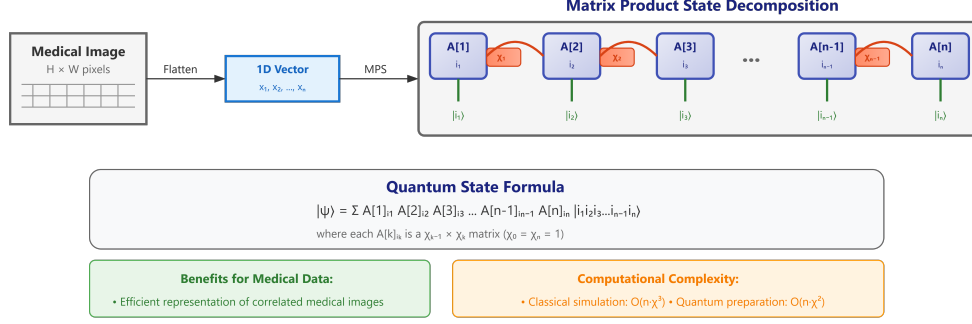 Matrix Product State Decomposition
Medical Image
H × W pixels
Flatten
1D Vector
x₁, x₂, ..., xₙ
MPS
A[1]
i₁
χ₁
A[2]
i₂
χ₂
A[3]
i₃
•••
A[n-1]
iₙ₋₁
χₙ₋₁
A[n]
iₙ
|i₁⟩
|i₂⟩
|i₃⟩
|iₙ₋₁⟩
|iₙ⟩
Quantum State Formula
|ψ⟩ = Σ A[1]ᵢ₁ A[2]ᵢ₂ A[3]ᵢ₃ ... A[n-1]ᵢₙ₋₁ A[n]ᵢₙ |i₁i₂i₃...iₙ₋₁iₙ⟩
where each A[k]ᵢₖ is a χₖ₋₁ × χₖ matrix (χ₀ = χₙ = 1)
Benefits for Medical Data:
• Efficient representation of correlated medical images
Computational Complexity:
• Classical simulation: O(n·χ³) • Quantum preparation: O(n·χ²)